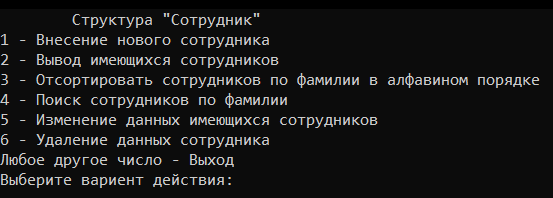 Структура "Сотрудник"
1 - Внесение нового сотрудника
2 - Вывод имеющихся сотрудников
3 - Отсортировать сотрудников по фамилии в алфавином порядке
4 - Поиск сотрудников по фамилии
5 - Изменение данных имеющихся сотрудников
6 - Удаление данных сотрудника
Любое другое число - Выход
Выберите вариент действия: